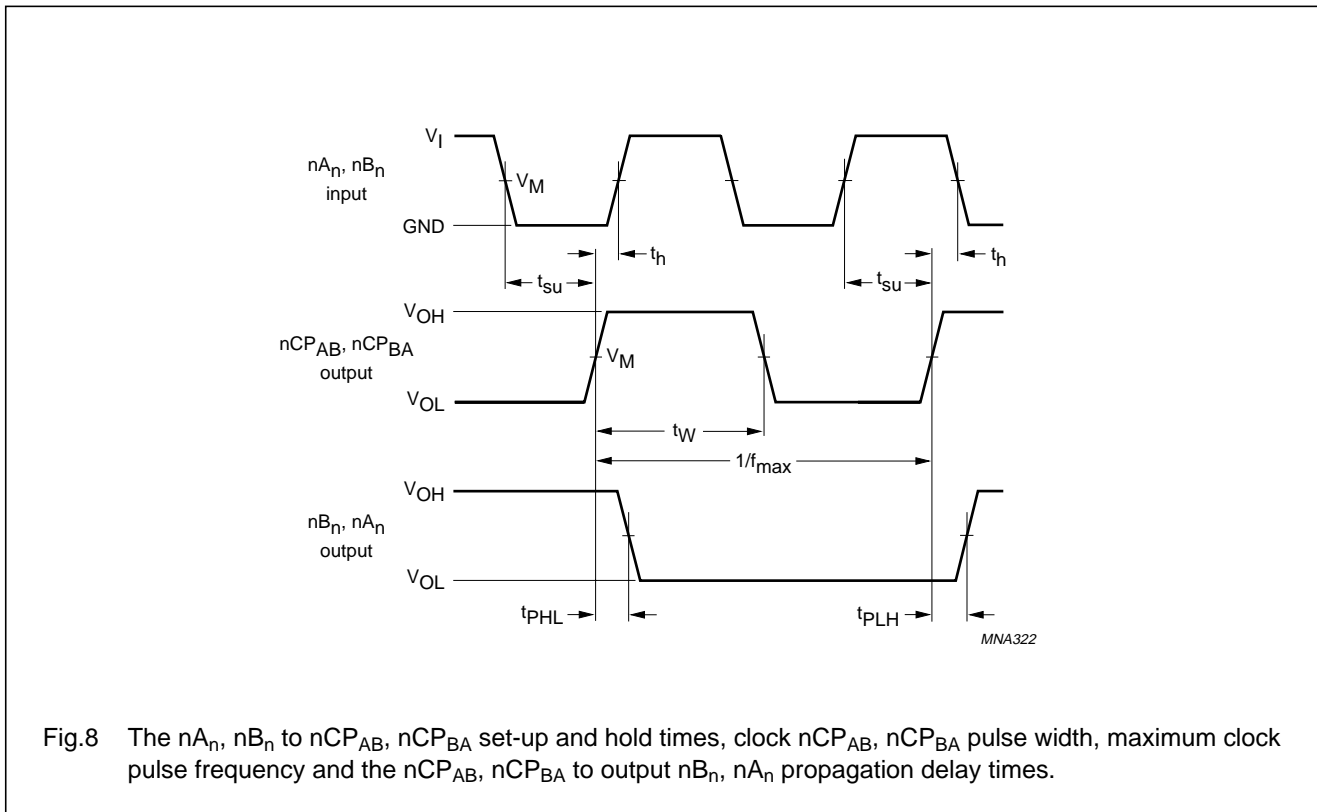 V_I
nA_n, nB_n
input
V_M
GND
t_h
t_h
t_su
t_su
V_OH
nCP_AB, nCP_BA
output
V_M
V_OL
t_W
1/f_max
V_OH
nB_n, nA_n
output
V_OL
t_PHL
t_PLH
MNA322
Fig.8 The nA_n, nB_n to nCP_AB, nCP_BA set-up and hold times, clock nCP_AB, nCP_BA pulse width, maximum clock
pulse frequency and the nCP_AB, nCP_BA to output nB_n, nA_n propagation delay times.